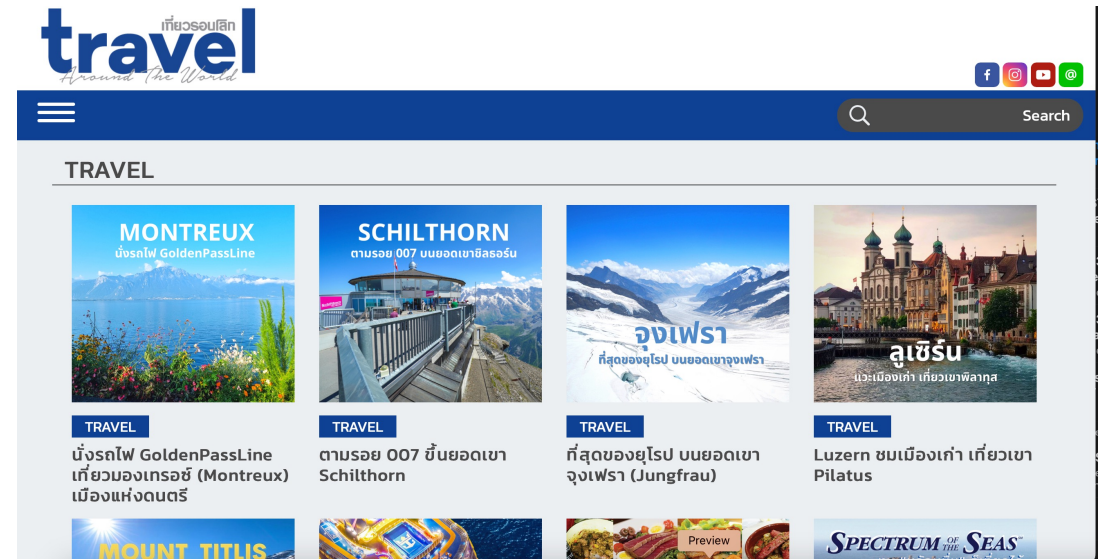 เที่ยวรอบโลก
travel
Around The World
Search
TRAVEL
MONTREUX
นั่งรถไฟ GoldenPassLine
SCHILTHORN
ตามรอย 007 บนยอดเขาชิลธอร์น
จุงเฟรา
ที่สุดของยุโรป บนยอดเขาจุงเฟรา
ลูเซิร์น
แวะเมืองเก่า เที่ยวเขาพิลาทุส
TRAVEL
นั่งรถไฟ GoldenPassLine
เที่ยวมองเทรอซ์ (Montreux)
เมืองแห่งดนตรี
TRAVEL
ตามรอย 007 ขึ้นยอดเขา
Schilthorn
TRAVEL
ที่สุดของยุโรป บนยอดเขา
จุงเฟรา (Jungfrau)
TRAVEL
Luzern ชมเมืองเก่า เที่ยวเขา
Pilatus
MOUNT TITLIS
Preview
SPECTRUM OF THE SEAS